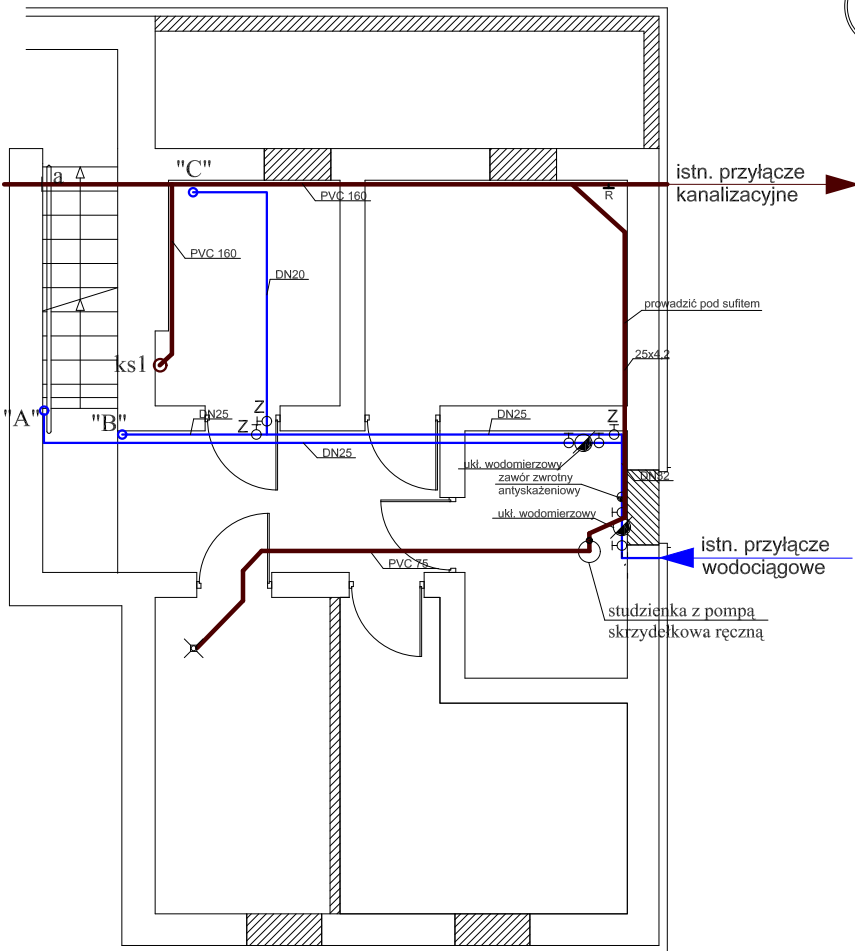 "C"
istn. przyłącze
kanalizacyjne
a
PVC 160
R
PVC 160
DN20
prowadzić pod sufitem
25x4,2
ks1
"A"
"B"
DN25
Z
Z
DN25
Z
DN25
ukł. wodomierzowy
zawór zwrotny
antyskażeniowy
DN32
ukł. wodomierzowy
istn. przyłącze
wodociągowe
PVC 75
studzienka z pompą
skrzydełkowa ręczną